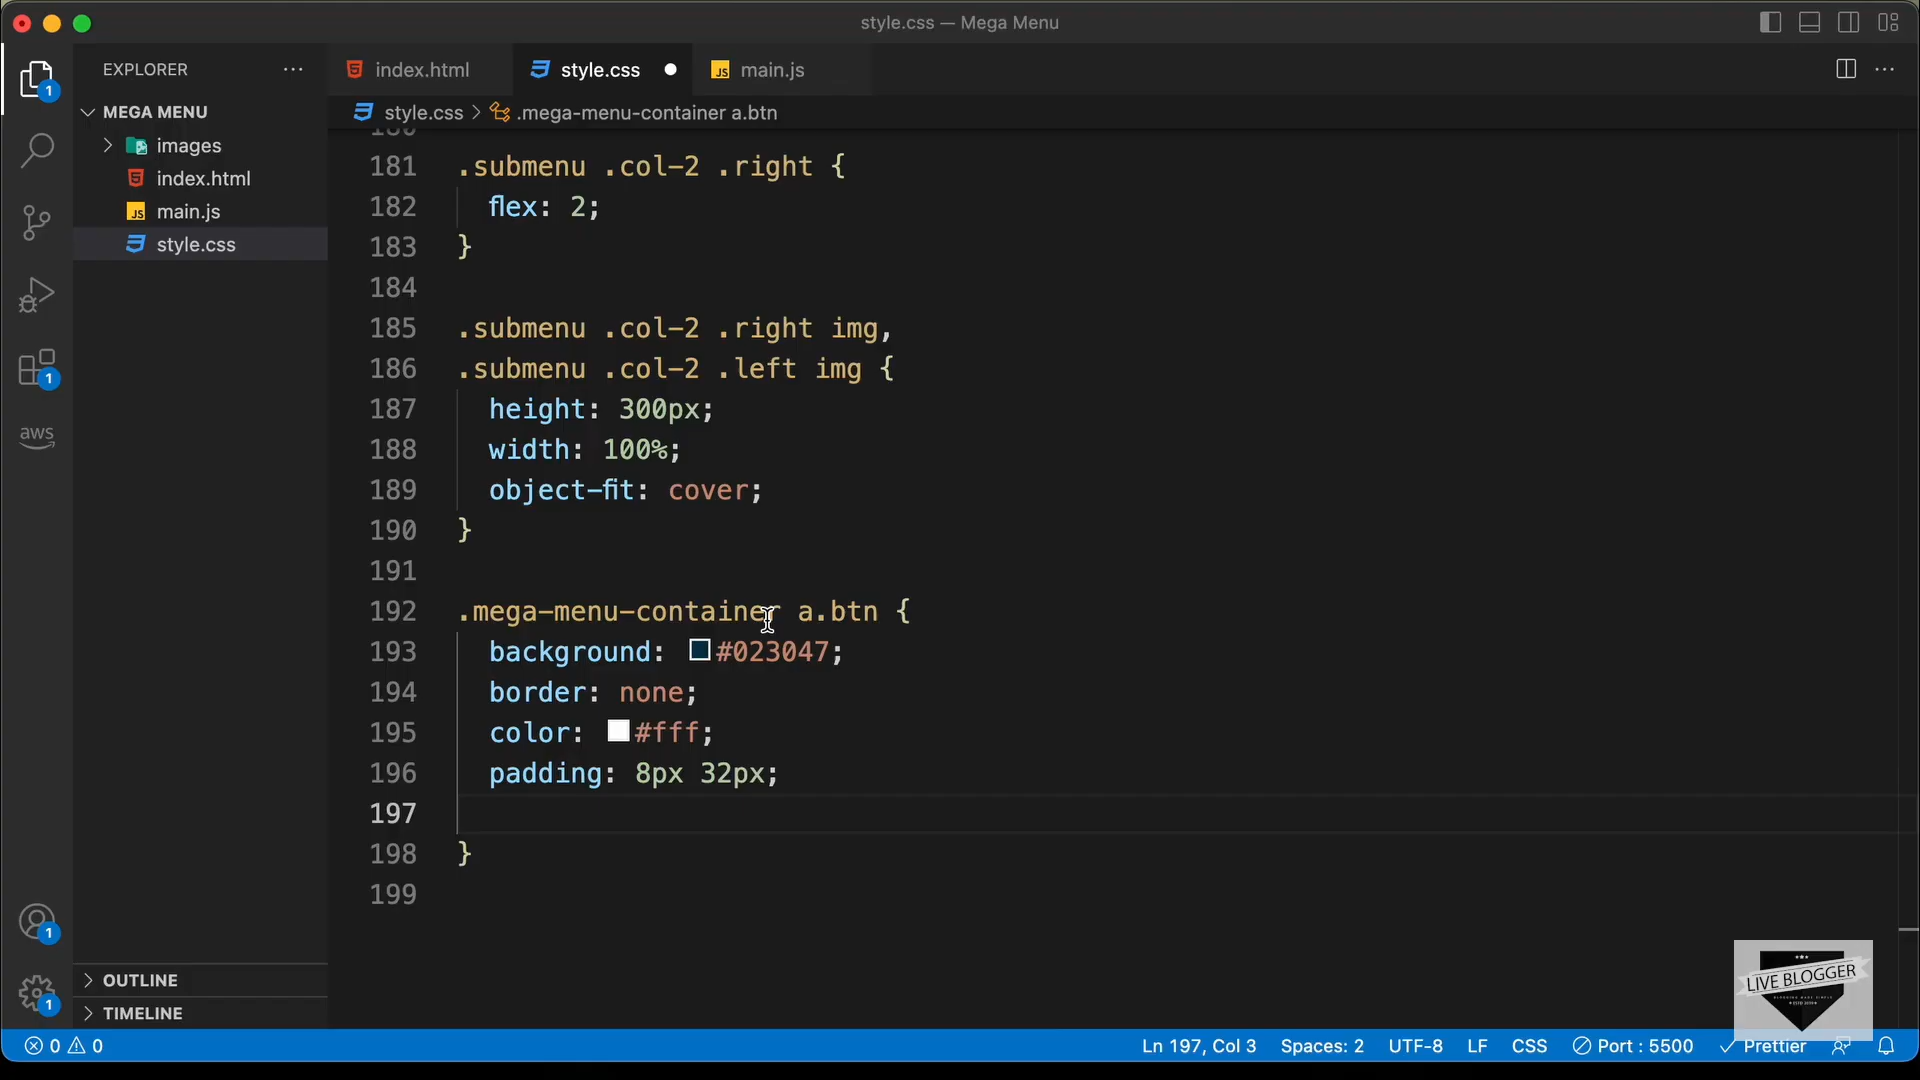 style.css — Mega Menu
EXPLORER
index.html
style.css
main.js
1
MEGA MENU
style.css > .mega-menu-container a.btn
images
index.html
main.js
style.css
1
aws
181 .submenu .col-2 .right {
182 flex: 2;
183 }
184
185 .submenu .col-2 .right img,
186 .submenu .col-2 .left img {
187 height: 300px;
188 width: 100%;
189 object-fit: cover;
190 }
191
192 .mega-menu-container a.btn {
193 background: #023047;
194 border: none;
195 color: #fff;
196 padding: 8px 32px;
197
198 }
199
1
OUTLINE
1
TIMELINE
LIVE BLOGGER
0 0
Ln 197, Col 3 Spaces: 2 UTF-8 LF CSS Port : 5500 Prettier